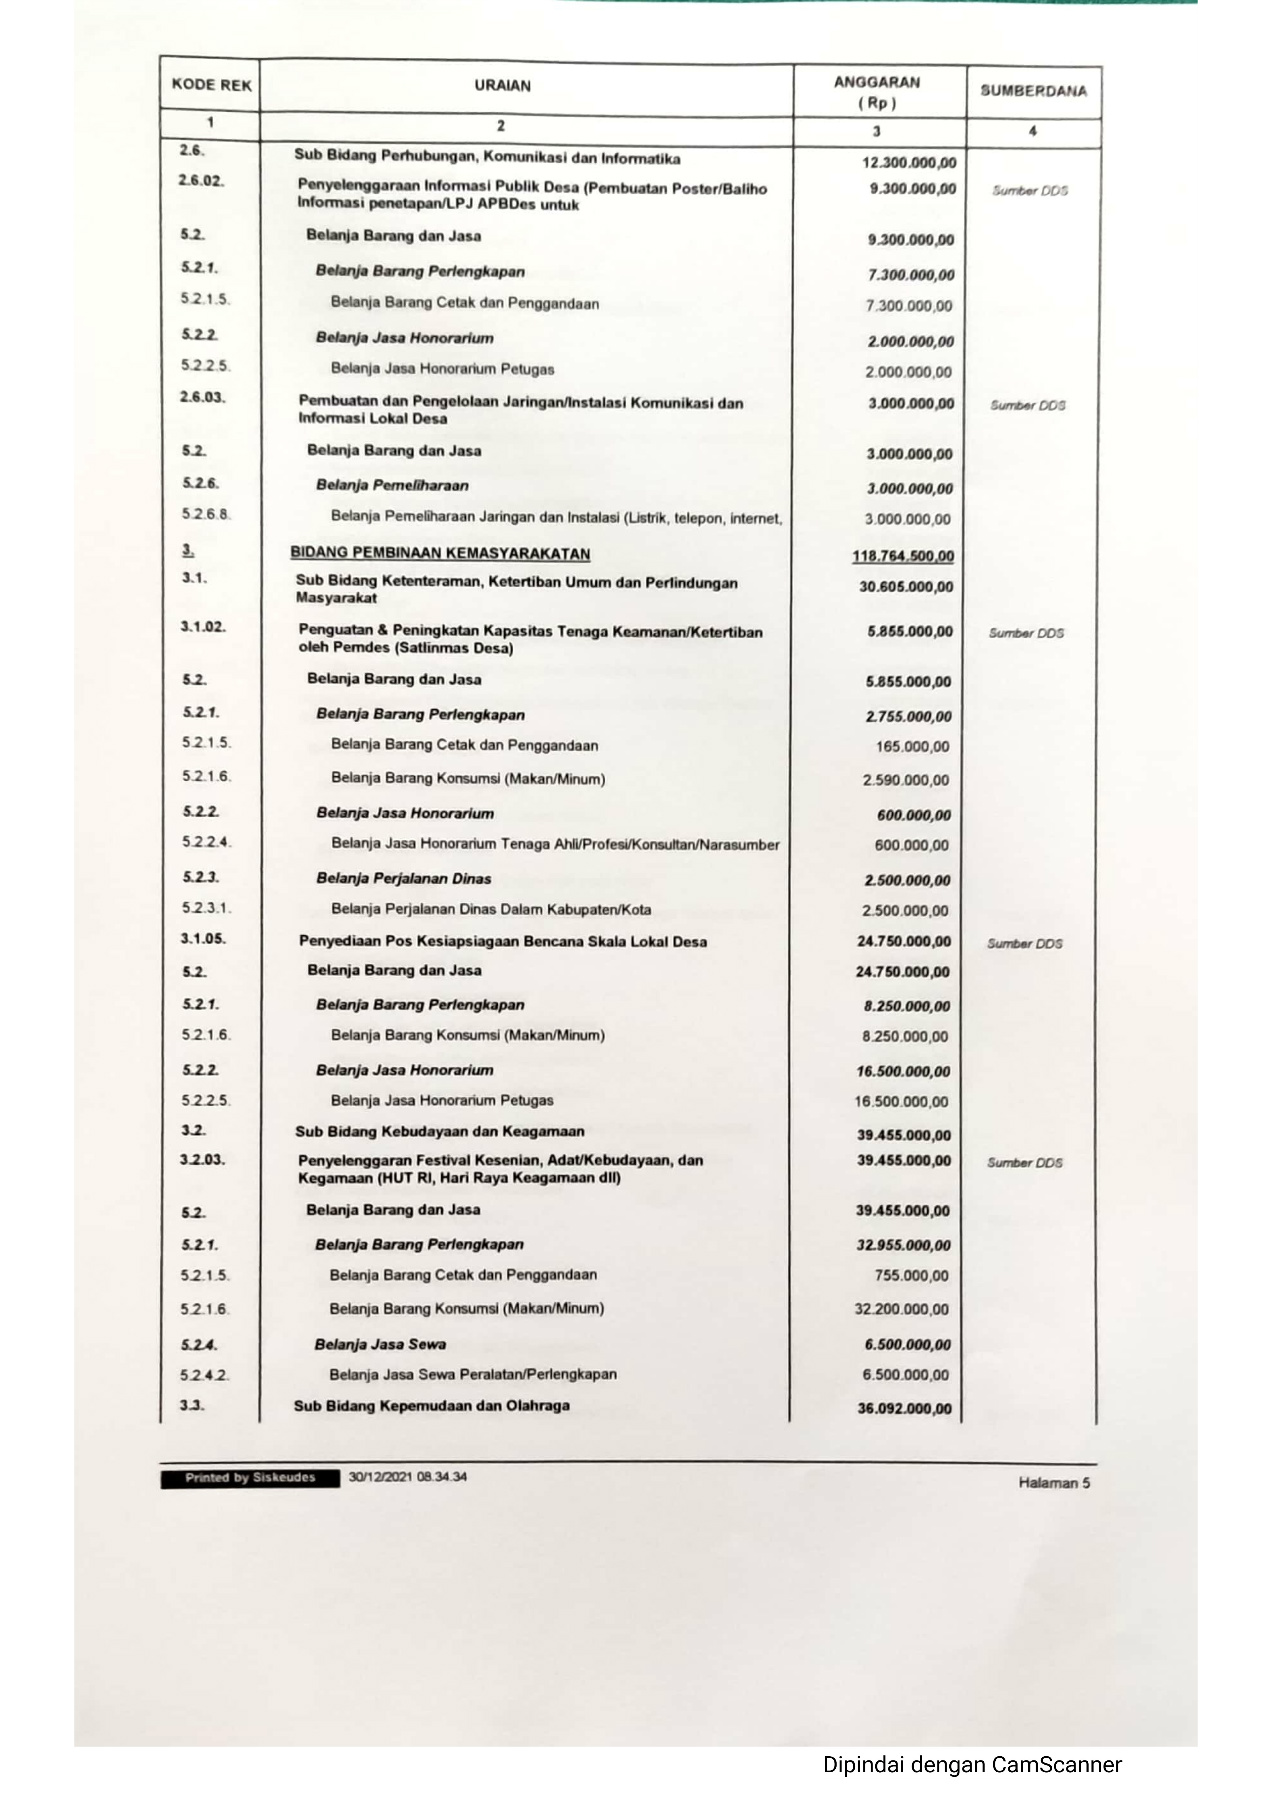 KODE REK URAIAN ANGGARAN ( Rp ) SUMBERDANA
1 2 3 4
2.6. Sub Bidang Perhubungan, Komunikasi dan Informatika 12.300.000,00
2.6.02. Penyelenggaraan Informasi Publik Desa (Pembuatan Poster/Baliho 9.300.000,00 Sumber DDS
Informasi penetapan/LPJ APBDes untuk
5.2. Belanja Barang dan Jasa 9.300.000,00
5.2.1. Belanja Barang Perlengkapan 7.300.000,00
5.2.1.5. Belanja Barang Cetak dan Penggandaan 7.300.000,00
5.2.2. Belanja Jasa Honorarium 2.000.000,00
5.2.2.5. Belanja Jasa Honorarium Petugas 2.000.000,00
2.6.03. Pembuatan dan Pengelolaan Jaringan/Instalasi Komunikasi dan 3.000.000,00 Sumber DDS
Informasi Lokal Desa
5.2. Belanja Barang dan Jasa 3.000.000,00
5.2.6. Belanja Pemeliharaan 3.000.000,00
5.2.6.8. Belanja Pemeliharaan Jaringan dan Instalasi (Listrik, telepon, internet, 3.000.000,00
3. BIDANG PEMBINAAN KEMASYARAKATAN 118.764.500,00
3.1. Sub Bidang Ketenteraman, Ketertiban Umum dan Perlindungan 30.605.000,00
Masyarakat
3.1.02. Penguatan & Peningkatan Kapasitas Tenaga Keamanan/Ketertiban 5.855.000,00 Sumber DDS
oleh Pemdes (Satlinmas Desa)
5.2. Belanja Barang dan Jasa 5.855.000,00
5.2.1. Belanja Barang Perlengkapan 2.755.000,00
5.2.1.5. Belanja Barang Cetak dan Penggandaan 165.000,00
5.2.1.6. Belanja Barang Konsumsi (Makan/Minum) 2.590.000,00
5.2.2. Belanja Jasa Honorarium 600.000,00
5.2.2.4. Belanja Jasa Honorarium Tenaga Ahli/Profesi/Konsultan/Narasumber 600.000,00
5.2.3. Belanja Perjalanan Dinas 2.500.000,00
5.2.3.1. Belanja Perjalanan Dinas Dalam Kabupaten/Kota 2.500.000,00
3.1.05. Penyediaan Pos Kesiapsiagaan Bencana Skala Lokal Desa 24.750.000,00 Sumber DDS
5.2. Belanja Barang dan Jasa 24.750.000,00
5.2.1. Belanja Barang Perlengkapan 8.250.000,00
5.2.1.6. Belanja Barang Konsumsi (Makan/Minum) 8.250.000,00
5.2.2. Belanja Jasa Honorarium 16.500.000,00
5.2.2.5. Belanja Jasa Honorarium Petugas 16.500.000,00
3.2. Sub Bidang Kebudayaan dan Keagamaan 39.455.000,00
3.2.03. Penyelenggaran Festival Kesenian, Adat/Kebudayaan, dan 39.455.000,00 Sumber DDS
Kegamaan (HUT RI, Hari Raya Keagamaan dll)
5.2. Belanja Barang dan Jasa 39.455.000,00
5.2.1. Belanja Barang Perlengkapan 32.955.000,00
5.2.1.5. Belanja Barang Cetak dan Penggandaan 755.000,00
5.2.1.6. Belanja Barang Konsumsi (Makan/Minum) 32.200.000,00
5.2.4. Belanja Jasa Sewa 6.500.000,00
5.2.4.2. Belanja Jasa Sewa Peralatan/Perlengkapan 6.500.000,00
3.3. Sub Bidang Kepemudaan dan Olahraga 36.092.000,00
Printed by Siskeudes 30/12/2021 08.34.34 Halaman 5
Dipindai dengan CamScanner